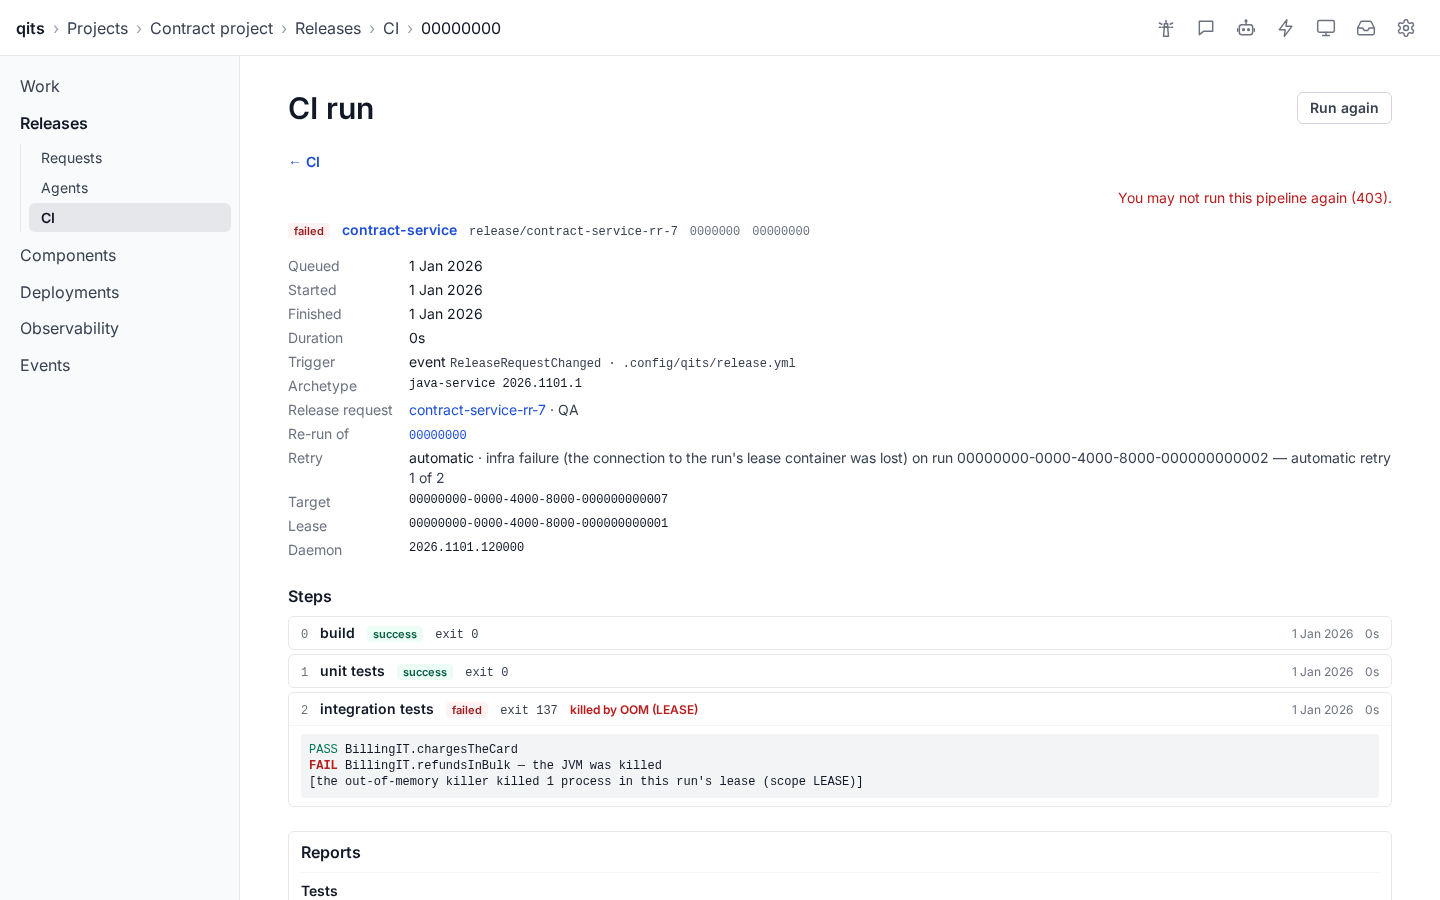 qits › Projects › Contract project › Releases › CI › 00000000
Work
Releases
Requests
Agents
CI
Components
Deployments
Observability
Events
CI run
Run again
← CI
You may not run this pipeline again (403).
failed contract-service release/contract-service-rr-7 0000000 00000000
Queued 1 Jan 2026
Started 1 Jan 2026
Finished 1 Jan 2026
Duration 0s
Trigger event ReleaseRequestChanged · .config/qits/release.yml
Archetype java-service 2026.1101.1
Release request contract-service-rr-7 · QA
Re-run of 00000000
Retry automatic · infra failure (the connection to the run's lease container was lost) on run 00000000-0000-4000-8000-000000000002 — automatic retry
1 of 2
Target 00000000-0000-4000-8000-000000000007
Lease 00000000-0000-4000-8000-000000000001
Daemon 2026.1101.120000
Steps
0 build success exit 0 1 Jan 2026 0s
1 unit tests success exit 0 1 Jan 2026 0s
2 integration tests failed exit 137 killed by OOM (LEASE) 1 Jan 2026 0s
PASS BillingIT.chargesTheCard
FAIL BillingIT.refundsInBulk — the JVM was killed
[the out-of-memory killer killed 1 process in this run's lease (scope LEASE)]
Reports
Tests